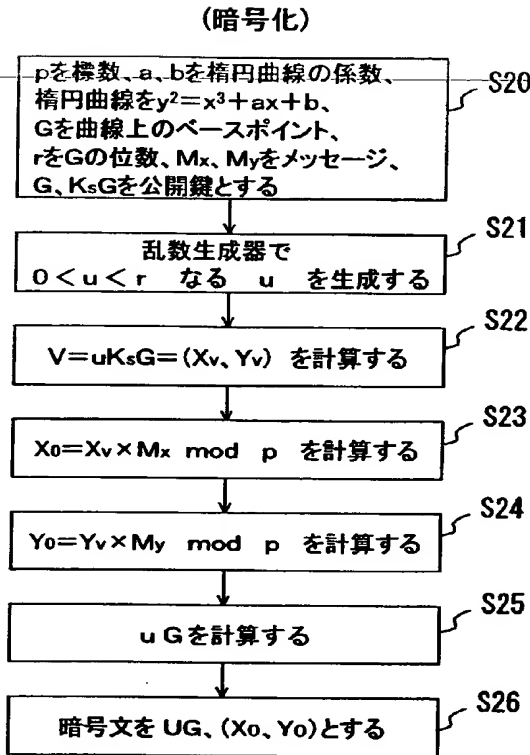 (暗号化)
pを標数、a、bを楕円曲線の係数、
楕円曲線をy²=x³+ax+b、
Gを曲線上のベースポイント、
rをGの位数、Mx、Myをメッセージ、
G、KsGを公開鍵とする
S20
乱数生成器で
0<u<r なる u を生成する
S21
V=uKsG=(Xv、Yv) を計算する
S22
X0=Xv×Mx mod p を計算する
S23
Y0=Yv×My mod p を計算する
S24
u Gを計算する
S25
暗号文を UG、(X0、Y0)とする
S26